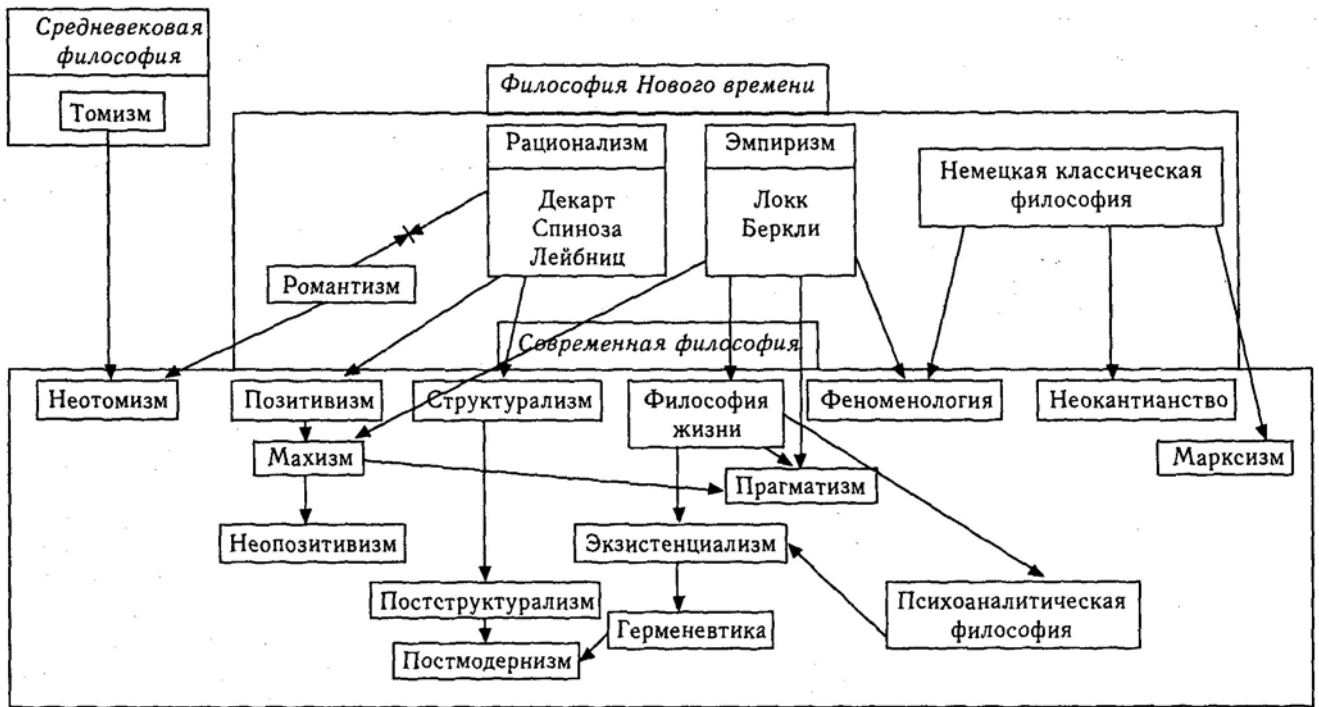 Средневековая
философия
Томизм
Философия Нового времени
Рационализм
Декарт
Спиноза
Лейбниц
Эмпиризм
Локк
Беркли
Немецкая классическая
философия
Романтизм
Современная философия
Неотомизм
Позитивизм
Структурализм
Философия
жизни
Феноменология
Неокантианство
Махизм
Прагматизм
Марксизм
Неопозитивизм
Экзистенциализм
Постструктурализм
Герменевтика
Психоаналитическая
философия
Постмодернизм